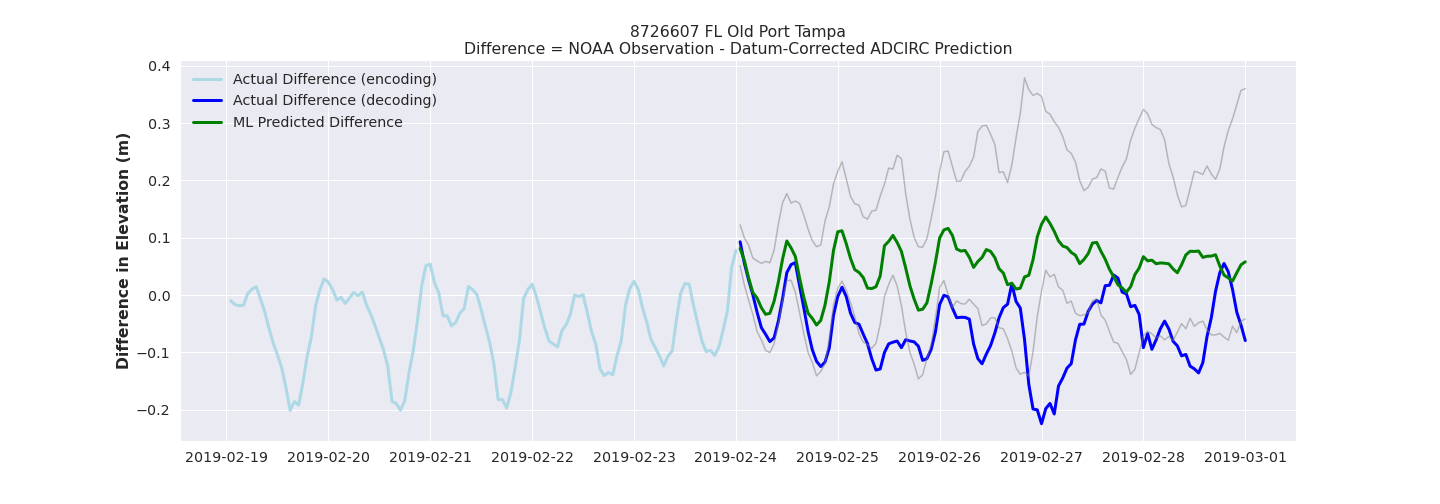 8726607 FL Old Port Tampa
Difference = NOAA Observation - Datum-Corrected ADCIRC Prediction
Actual Difference (encoding)
Actual Difference (decoding)
ML Predicted Difference
Difference in Elevation (m)
0.4
0.3
0.2
0.1
0.0
−0.1
−0.2
2019-02-19 2019-02-20 2019-02-21 2019-02-22 2019-02-23 2019-02-24 2019-02-25 2019-02-26 2019-02-27 2019-02-28 2019-03-01